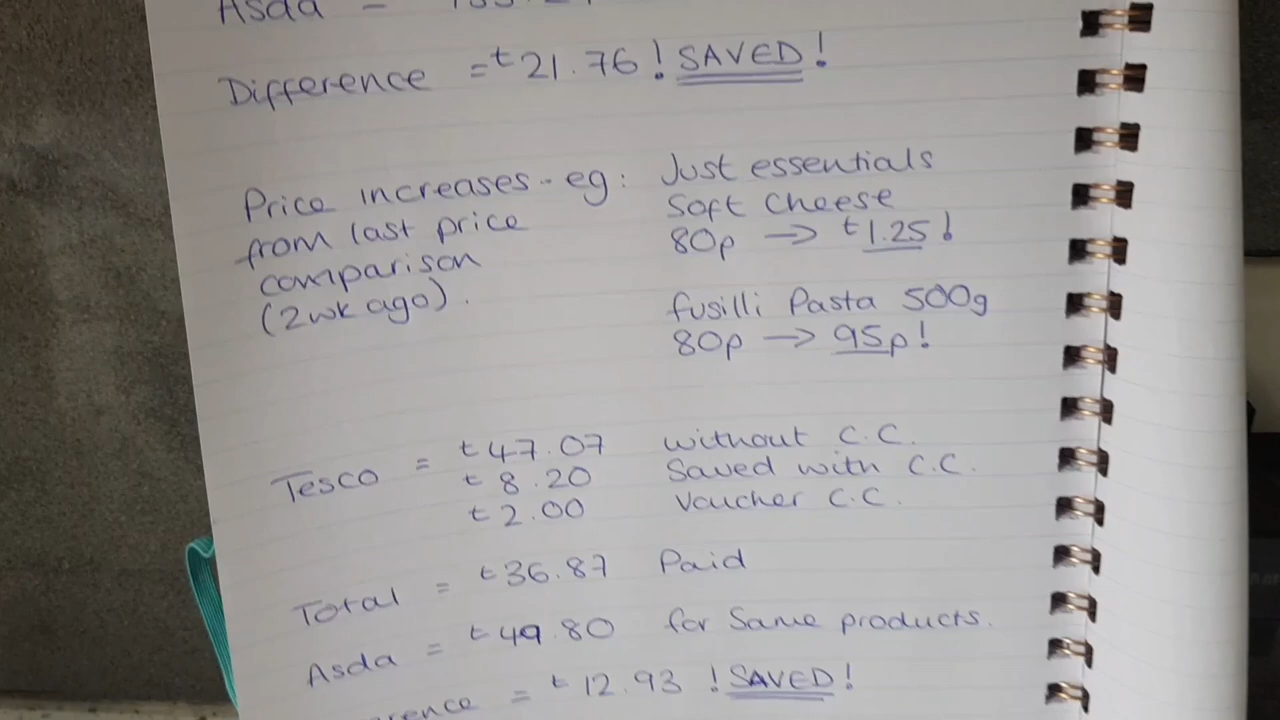 Asda -
Difference = £21.76 ! SAVED!
Price increases - eg: Just essentials
from last price Soft Cheese
comparison 80p → £1.25!
(2wk ago).
fusilli Pasta 500g
80p → 95p!
Tesco = £47.07 without C.C.
£8.20 Saved with C.C.
£2.00 Voucher C.C.
Total = £36.87 Paid
Asda = £49.80 for Same products.
= £12.93 ! SAVED!